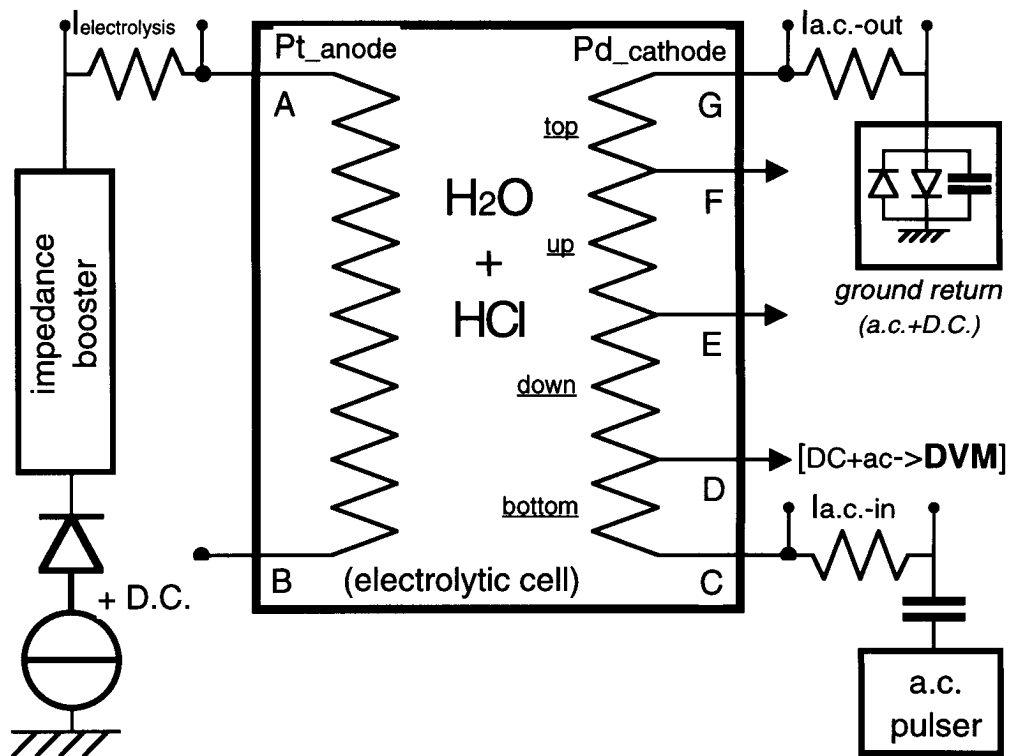 Ielectrolysis
Pt_anode
Pd_cathode
Ia.c.-out
A
G
top
F
H2O
+
HCl
up
E
down
D
bottom
B
(electrolytic cell)
C
impedance
booster
+ D.C.
ground return
(a.c.+D.C.)
[DC+ac->DVM]
Ia.c.-in
a.c.
pulser